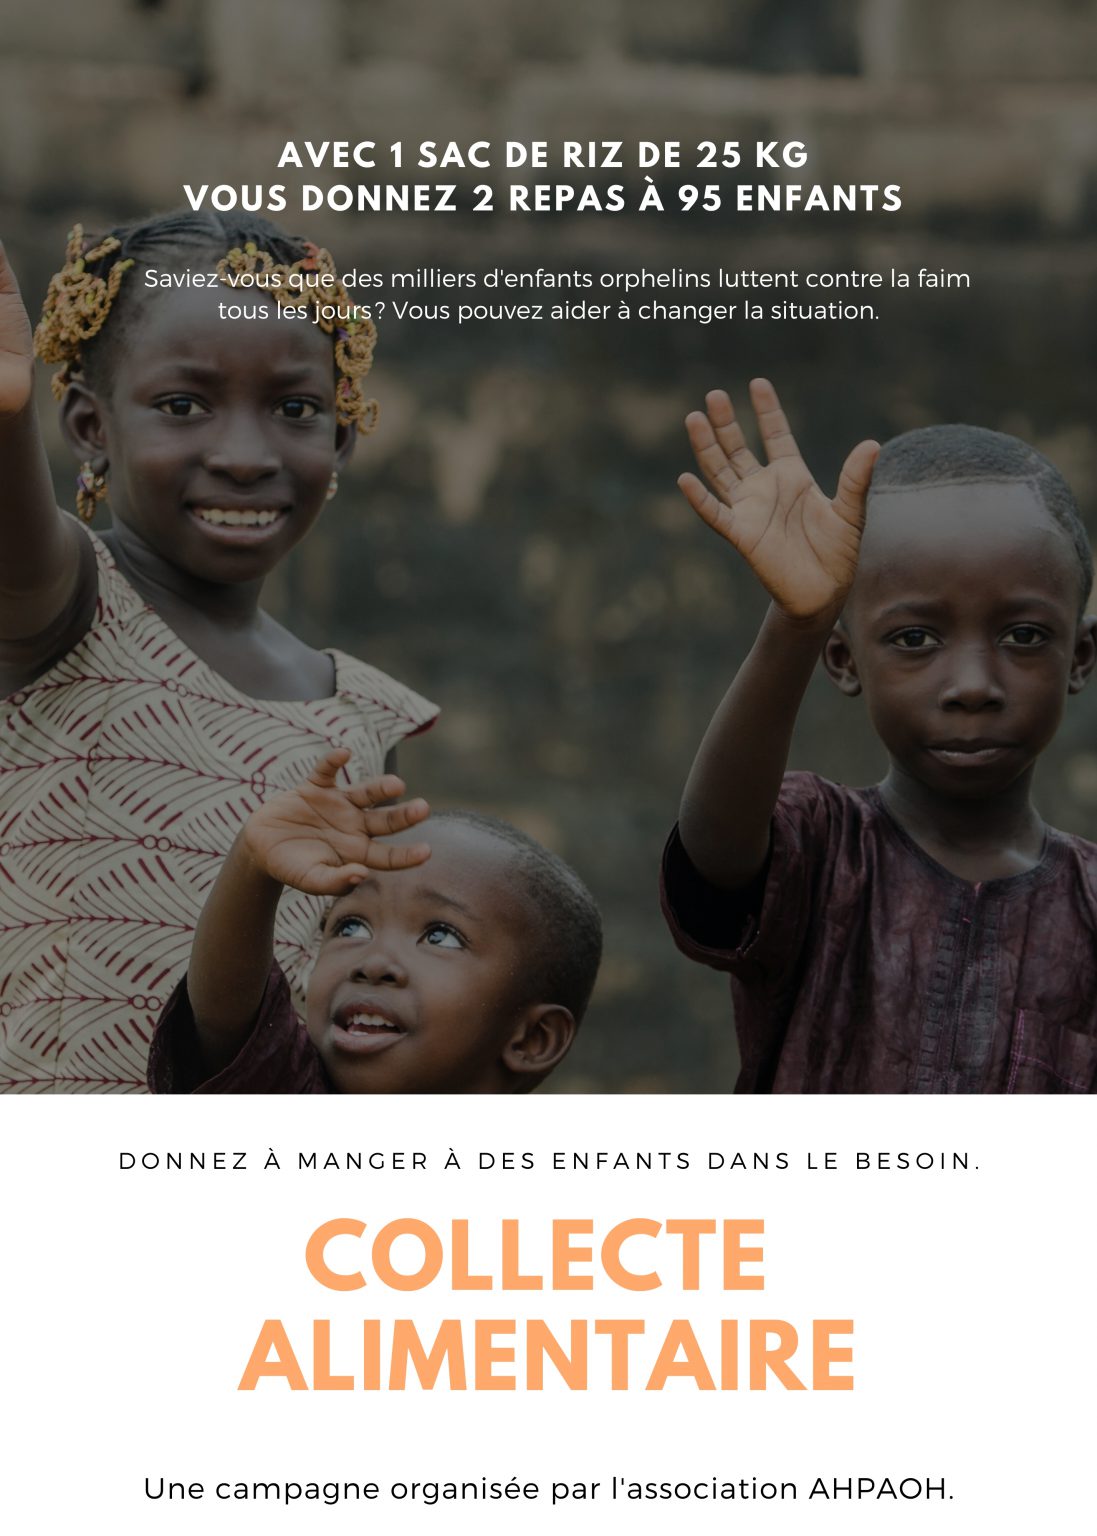 AVEC 1 SAC DE RIZ DE 25 KG
VOUS DONNEZ 2 REPAS À 95 ENFANTS
Saviez-vous que des milliers d'enfants orphelins luttent contre la faim
tous les jours? Vous pouvez aider à changer la situation.
DONNEZ À MANGER À DES ENFANTS DANS LE BESOIN.
COLLECTE
ALIMENTAIRE
Une campagne organisée par l'association AHPAOH.